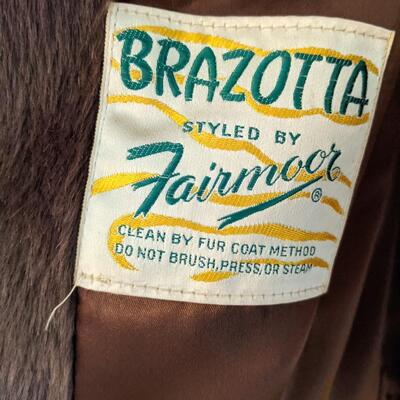 BRAZOTTA
STYLED BY
Fairmoor®
CLEAN BY FUR COAT METHOD
DO NOT BRUSH, PRESS, OR STEAM